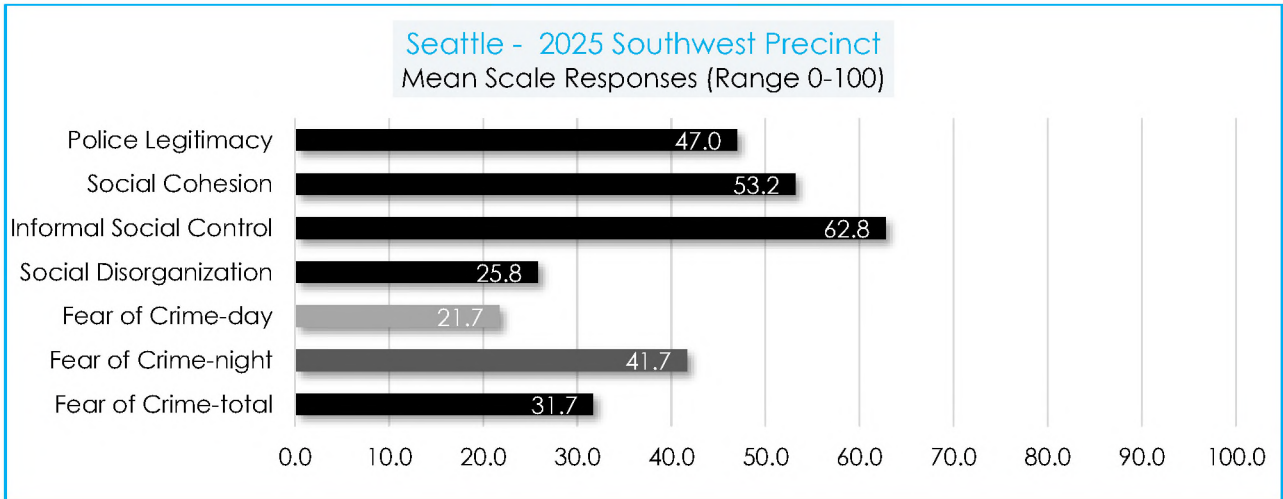 Seattle - 2025 Southwest Precinct
Mean Scale Responses (Range 0-100)
Police Legitimacy 47.0
Social Cohesion 53.2
Informal Social Control 62.8
Social Disorganization 25.8
Fear of Crime-day 21.7
Fear of Crime-night 41.7
Fear of Crime-total 31.7
0.0 10.0 20.0 30.0 40.0 50.0 60.0 70.0 80.0 90.0 100.0